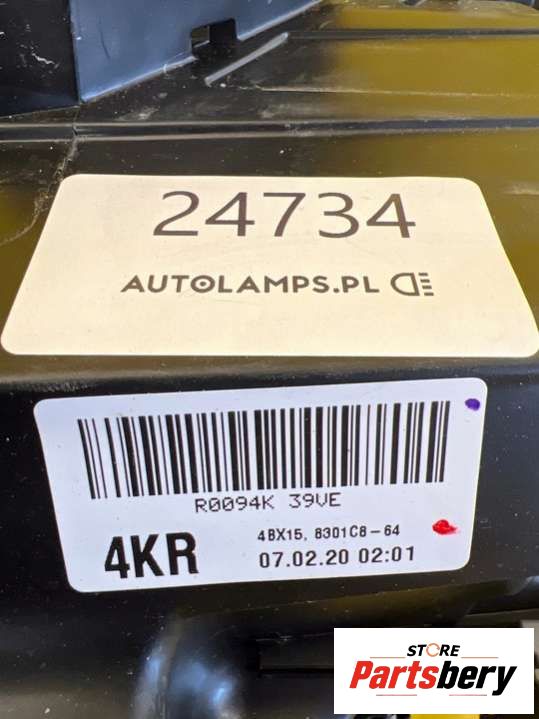 24734
AUTOLAMPS.PL
R0094K 39VE
4KR
4BX15, 8301C8-64
07.02.20 02:01
STORE
Partsbery